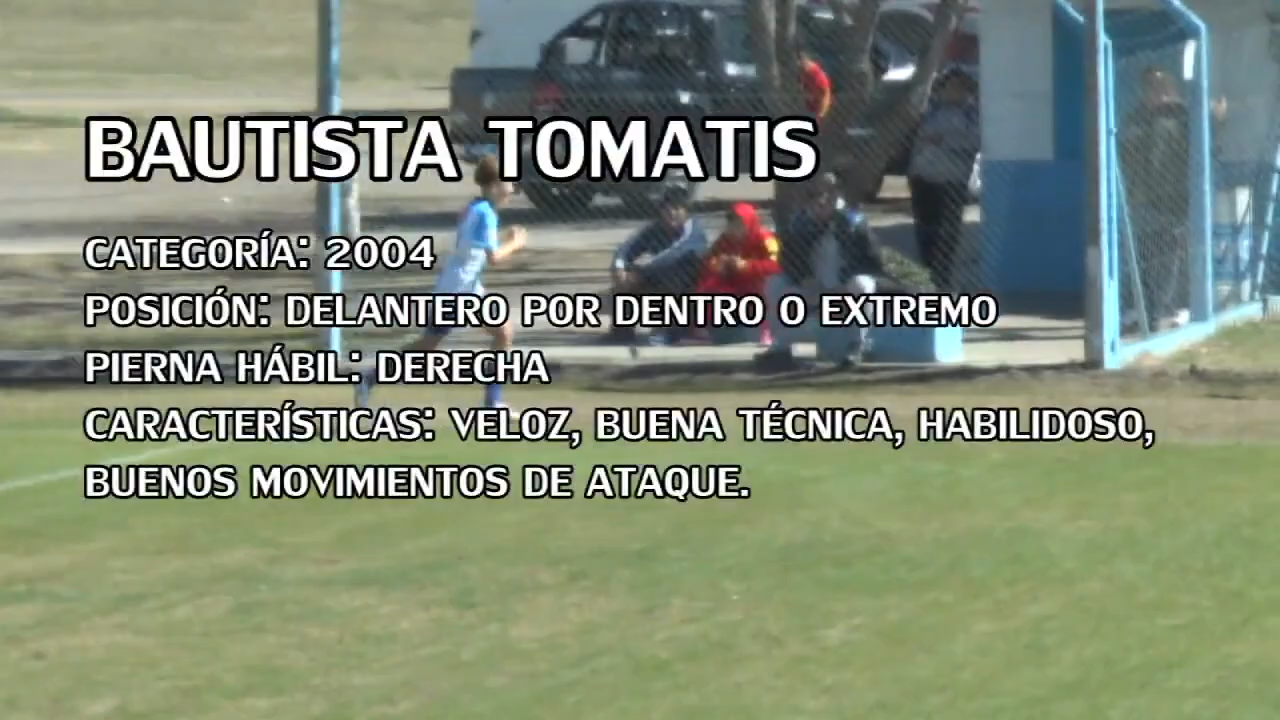 BAUTISTA TOMATIS
CATEGORÍA: 2004
POSICIÓN: DELANTERO POR DENTRO O EXTREMO
PIERNA HÁBIL: DERECHA
CARACTERÍSTICAS: VELOZ, BUENA TÉCNICA, HABILIDOSO,
BUENOS MOVIMIENTOS DE ATAQUE.